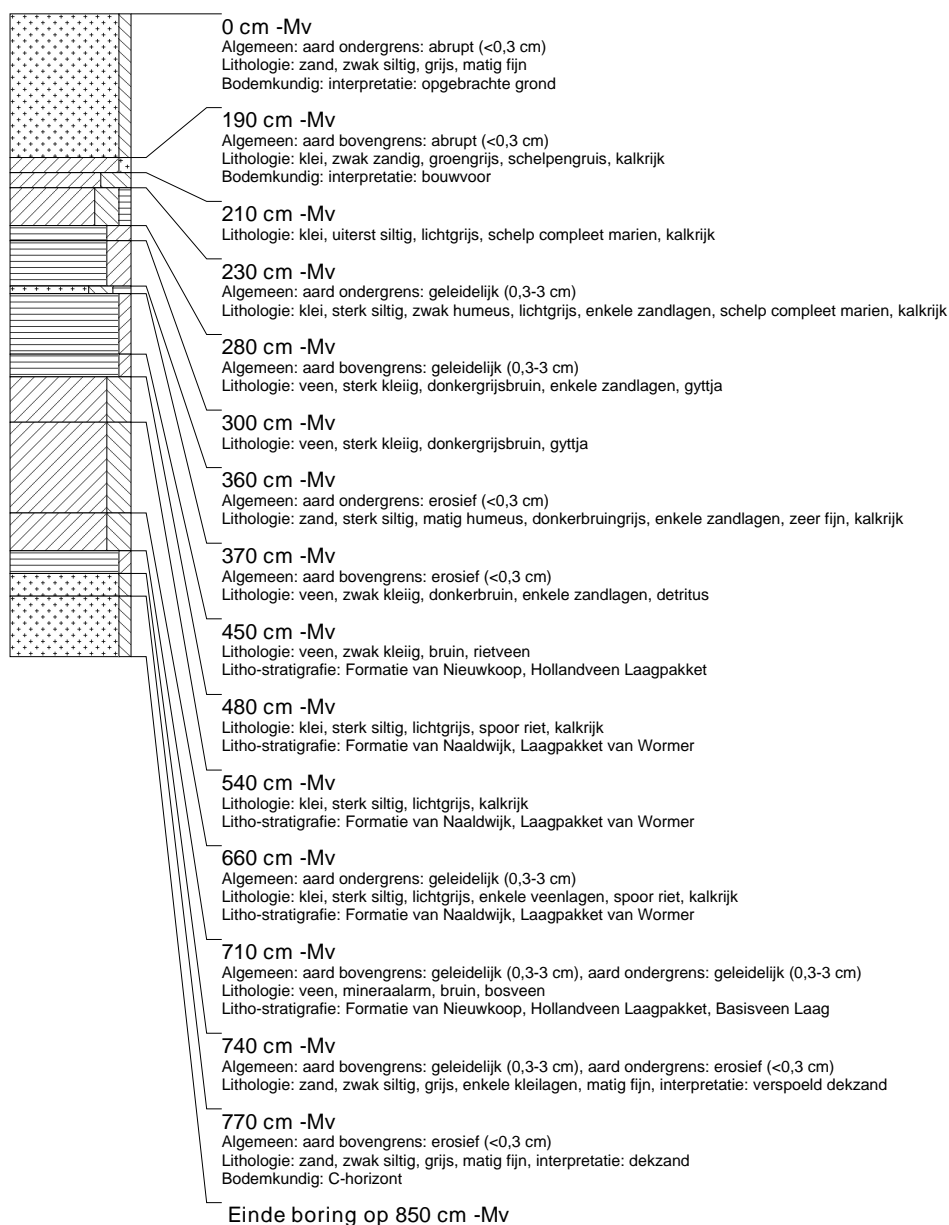 0 cm -Mv
Algemeen: aard ondergrens: abrupt (<0,3 cm)
Lithologie: zand, zwak siltig, grijs, matig fijn
Bodemkundig: interpretatie: opgebrachte grond
190 cm -Mv
Algemeen: aard bovengrens: abrupt (<0,3 cm)
Lithologie: klei, zwak zandig, groengrijs, schelpengruis, kalkrijk
Bodemkundig: interpretatie: bouwvoor
210 cm -Mv
Lithologie: klei, uiterst siltig, lichtgrijs, schelp compleet marien, kalkrijk
230 cm -Mv
Algemeen: aard ondergrens: geleidelijk (0,3-3 cm)
Lithologie: klei, sterk siltig, zwak humeus, lichtgrijs, enkele zandlagen, schelp compleet marien, kalkrijk
280 cm -Mv
Algemeen: aard bovengrens: geleidelijk (0,3-3 cm)
Lithologie: veen, sterk kleiig, donkergrijsbruin, enkele zandlagen, gyttja
300 cm -Mv
Lithologie: veen, sterk kleiig, donkergrijsbruin, gyttja
360 cm -Mv
Algemeen: aard ondergrens: erosief (<0,3 cm)
Lithologie: zand, sterk siltig, matig humeus, donkerbruingrijs, enkele zandlagen, zeer fijn, kalkrijk
370 cm -Mv
Algemeen: aard bovengrens: erosief (<0,3 cm)
Lithologie: veen, zwak kleiig, donkerbruin, enkele zandlagen, detritus
450 cm -Mv
Lithologie: veen, zwak kleiig, bruin, rietveen
Litho-stratigrafie: Formatie van Nieuwkoop, Hollandveen Laagpakket
480 cm -Mv
Lithologie: klei, sterk siltig, lichtgrijs, spoor riet, kalkrijk
Litho-stratigrafie: Formatie van Naaldwijk, Laagpakket van Wormer
540 cm -Mv
Lithologie: klei, sterk siltig, lichtgrijs, kalkrijk
Litho-stratigrafie: Formatie van Naaldwijk, Laagpakket van Wormer
660 cm -Mv
Algemeen: aard ondergrens: geleidelijk (0,3-3 cm)
Lithologie: klei, sterk siltig, lichtgrijs, enkele veenlagen, spoor riet, kalkrijk
Litho-stratigrafie: Formatie van Naaldwijk, Laagpakket van Wormer
710 cm -Mv
Algemeen: aard bovengrens: geleidelijk (0,3-3 cm), aard ondergrens: geleidelijk (0,3-3 cm)
Lithologie: veen, mineraalarm, bruin, bosveen
Litho-stratigrafie: Formatie van Nieuwkoop, Hollandveen Laagpakket, Basisveen Laag
740 cm -Mv
Algemeen: aard bovengrens: geleidelijk (0,3-3 cm), aard ondergrens: erosief (<0,3 cm)
Lithologie: zand, zwak siltig, grijs, enkele kleilagen, matig fijn, interpretatie: verspoeld dekzand
770 cm -Mv
Algemeen: aard bovengrens: erosief (<0,3 cm)
Lithologie: zand, zwak siltig, grijs, matig fijn, interpretatie: dekzand
Bodemkundig: C-horizont
Einde boring op 850 cm -Mv